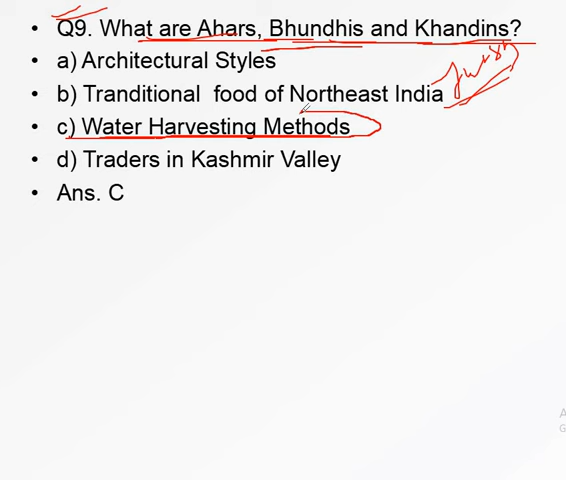 • Q9. What are Ahars, Bhundhis and Khandins?
• a) Architectural Styles
• b) Tranditional food of Northeast India
• c) Water Harvesting Methods
• d) Traders in Kashmir Valley
• Ans. C